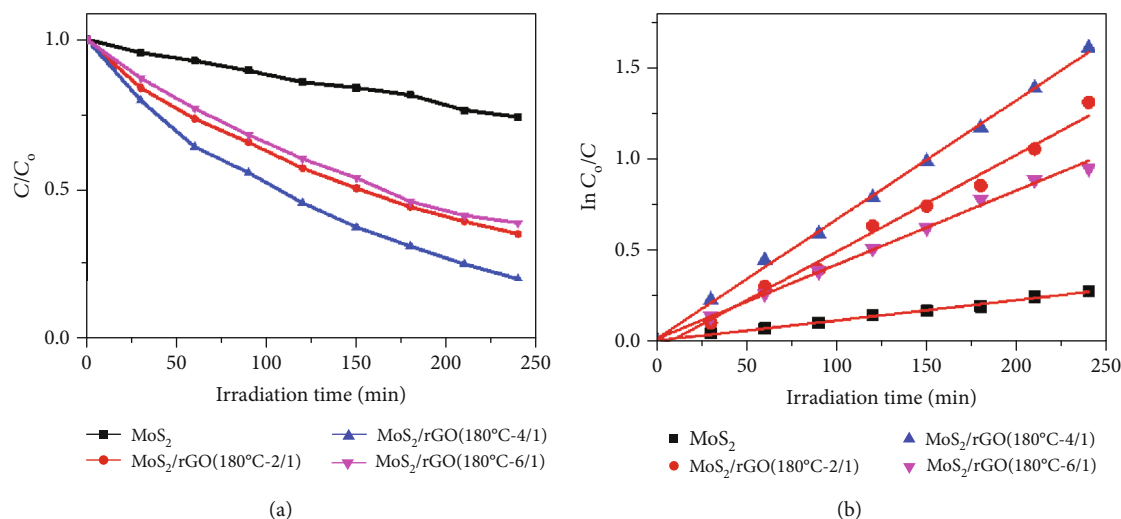 (a)
(b)
C/Cₒ
1.0
0.5
0.0
0 50 100 150 200 250
Irradiation time (min)
MoS₂
MoS₂/rGO(180°C-4/1)
MoS₂/rGO(180°C-2/1)
MoS₂/rGO(180°C-6/1)
(a)
In Cₒ/C
1.5
1.0
0.5
0.0
0 50 100 150 200 250
Irradiation time (min)
MoS₂
MoS₂/rGO(180°C-4/1)
MoS₂/rGO(180°C-2/1)
MoS₂/rGO(180°C-6/1)
(b)